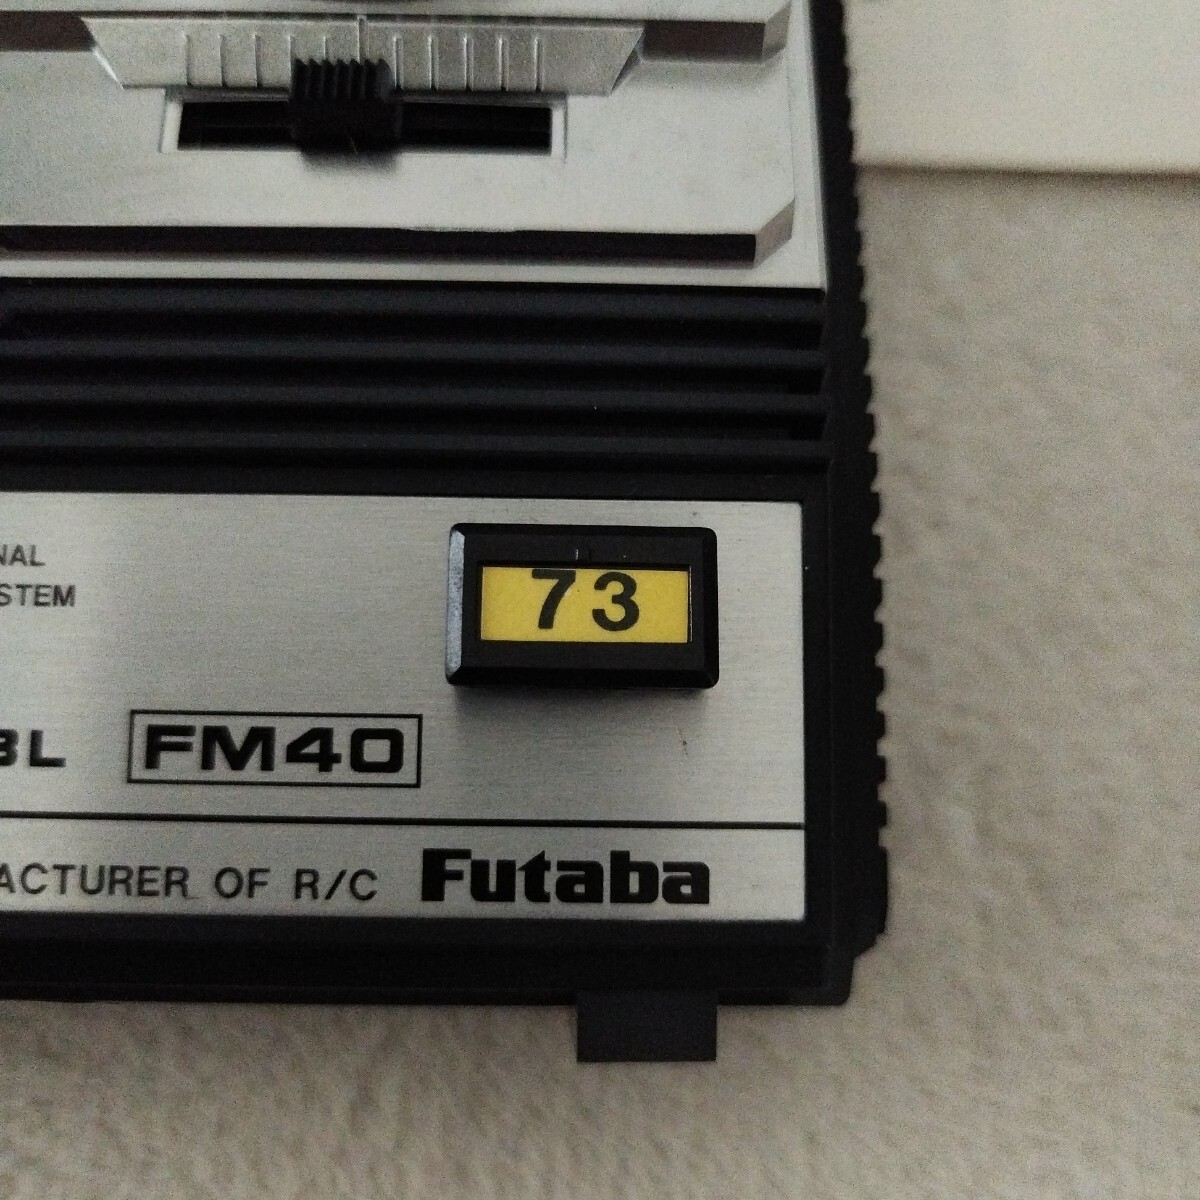 NAL
STEM
73
BL FM40
ACTURER OF R/C Futaba